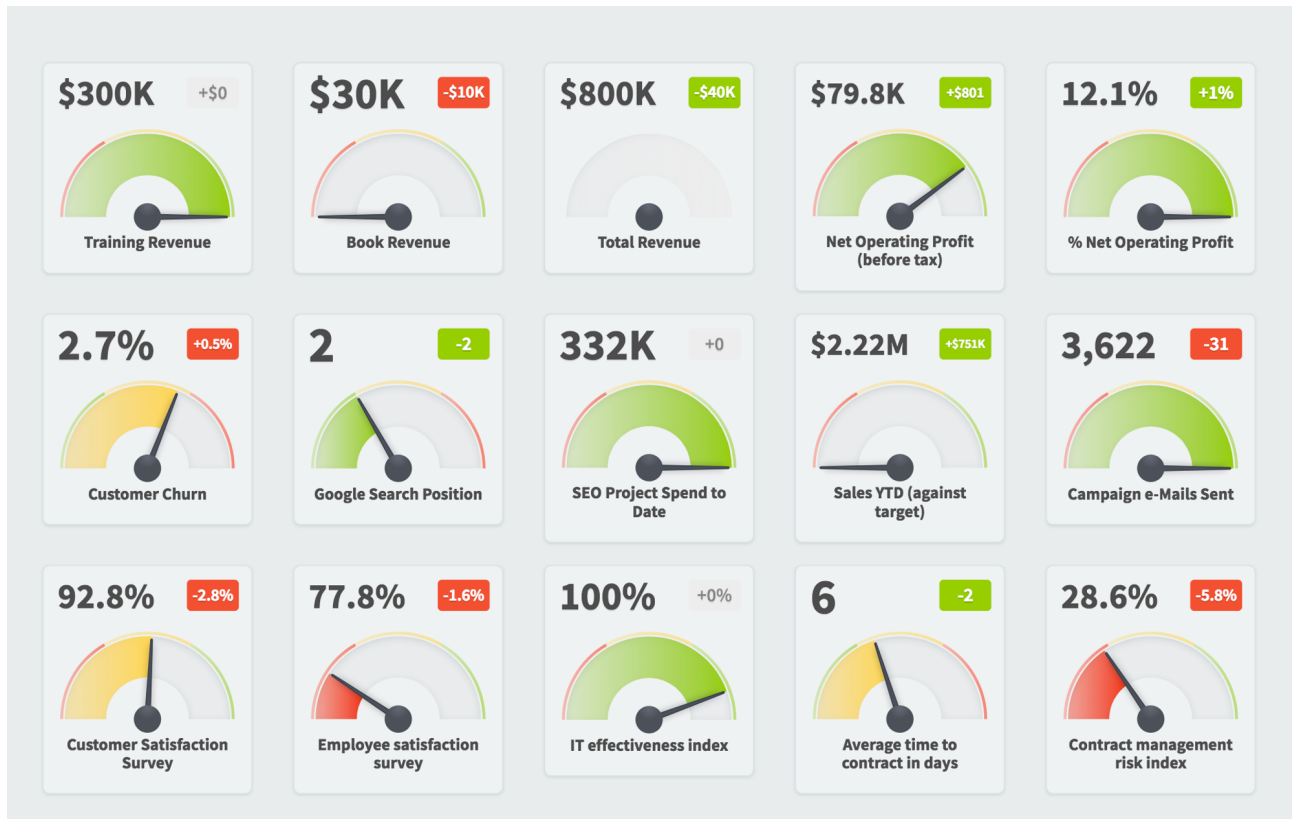 $300K +$0
Training Revenue
$30K -$10K
Book Revenue
$800K -$40K
Total Revenue
$79.8K +$801
Net Operating Profit
(before tax)
12.1% +1%
% Net Operating Profit
2.7% +0.5%
Customer Churn
2 -2
Google Search Position
332K +0
SEO Project Spend to
Date
$2.22M +$751K
Sales YTD (against
target)
3,622 -31
Campaign e-Mails Sent
92.8% -2.8%
Customer Satisfaction
Survey
77.8% -1.6%
Employee satisfaction
survey
100% +0%
IT effectiveness index
6 -2
Average time to
contract in days
28.6% -5.8%
Contract management
risk index